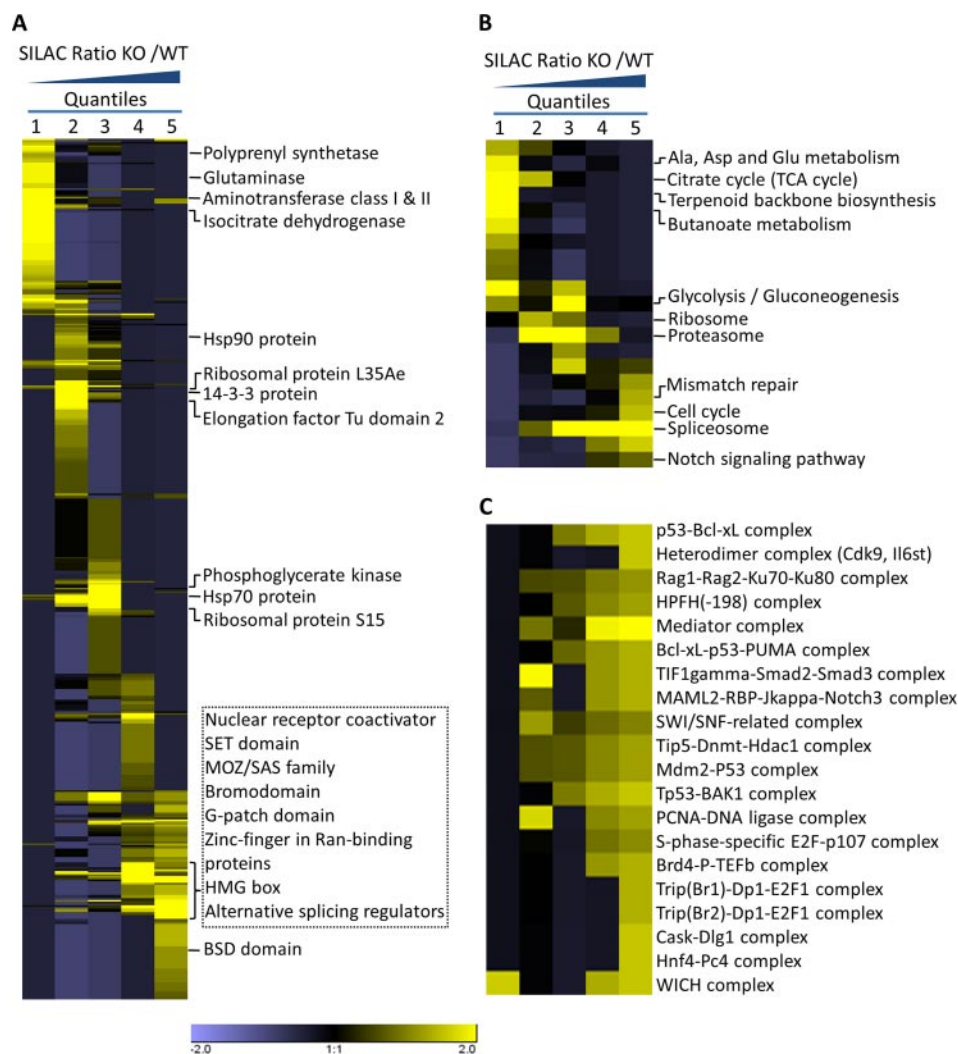 A
SILAC Ratio KO /WT
Quantiles
1 2 3 4 5
Polyprenyl synthetase
Glutaminase
Aminotransferase class I & II
Isocitrate dehydrogenase
Hsp90 protein
Ribosomal protein L35Ae
14-3-3 protein
Elongation factor Tu domain 2
Phosphoglycerate kinase
Hsp70 protein
Ribosomal protein S15
Nuclear receptor coactivator
SET domain
MOZ/SAS family
Bromodomain
G-patch domain
Zinc-finger in Ran-binding
proteins
HMG box
Alternative splicing regulators
BSD domain
B
SILAC Ratio KO /WT
Quantiles
1 2 3 4 5
Ala, Asp and Glu metabolism
Citrate cycle (TCA cycle)
Terpenoid backbone biosynthesis
Butanoate metabolism
Glycolysis / Gluconeogenesis
Ribosome
Proteasome
Mismatch repair
Cell cycle
Spliceosome
Notch signaling pathway
C
p53-Bcl-xL complex
Heterodimer complex (Cdk9, Il6st)
Rag1-Rag2-Ku70-Ku80 complex
HPFH(-198) complex
Mediator complex
Bcl-xL-p53-PUMA complex
TIF1gamma-Smad2-Smad3 complex
MAML2-RBP-Jkappa-Notch3 complex
SWI/SNF-related complex
Tip5-Dnmt-Hdac1 complex
Mdm2-P53 complex
Tp53-BAK1 complex
PCNA-DNA ligase complex
S-phase-specific E2F-p107 complex
Brd4-P-TEFb complex
Trip(Br1)-Dp1-E2F1 complex
Trip(Br2)-Dp1-E2F1 complex
Cask-Dlg1 complex
Hnf4-Pc4 complex
WICH complex
-2.0 1:1 2.0